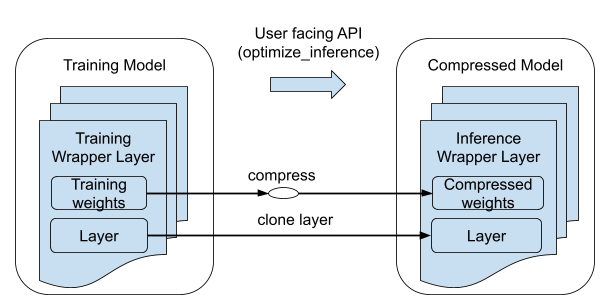 User facing API
(optimize_inference)
Training Model
Compressed Model
Training
Wrapper Layer
Inference
Wrapper Layer
Training
weights
compress
Compressed
weights
clone layer
Layer
Layer